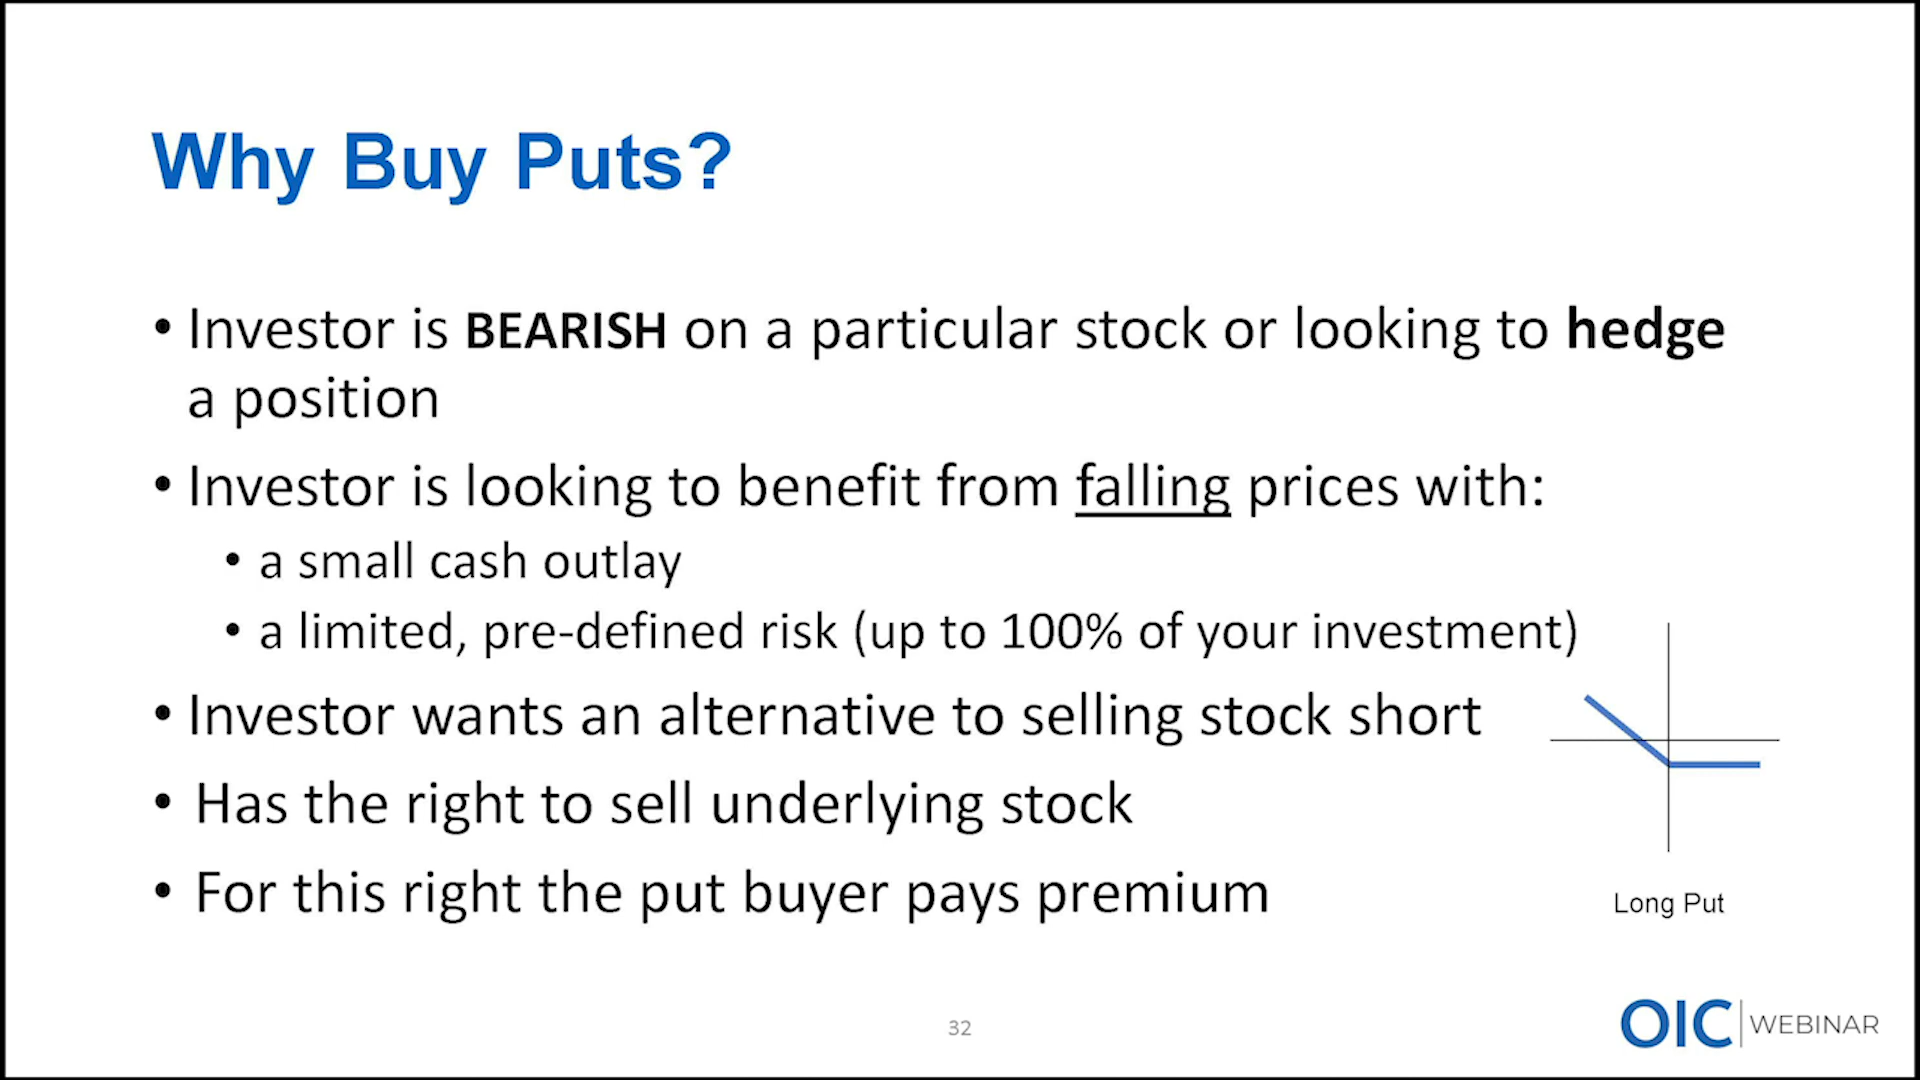 Why Buy Puts?
• Investor is BEARISH on a particular stock or looking to hedge
a position
• Investor is looking to benefit from falling prices with:
• a small cash outlay
• a limited, pre-defined risk (up to 100% of your investment)
• Investor wants an alternative to selling stock short
• Has the right to sell underlying stock
• For this right the put buyer pays premium
Long Put
32
OIC WEBINAR